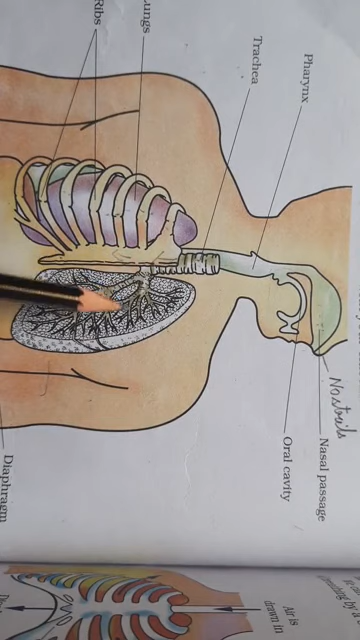 Nostrils
Nasal passage
Oral cavity
Pharynx
Trachea
Lungs
Ribs
Diaphragm
Air is
drawn in